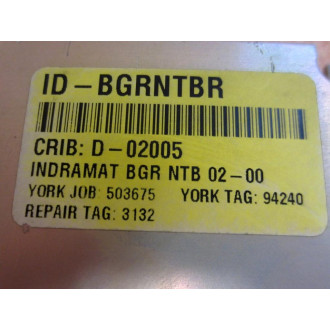 ID-BGRNTBR
CRIB: D-02005
INDRAMAT BGR NTB 02-00
YORK JOB: 503675 YORK TAG: 94240
REPAIR TAG: 3132